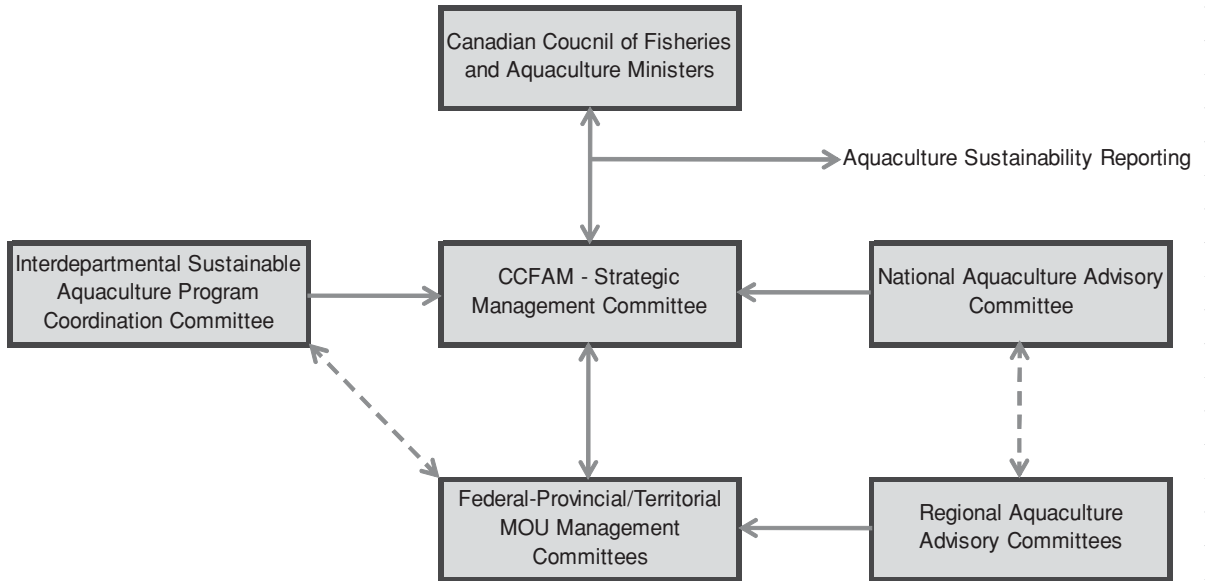 Canadian Coucnil of Fisheries
and Aquaculture Ministers
Aquaculture Sustainability Reporting
Interdepartmental Sustainable
Aquaculture Program
Coordination Committee
CCFAM - Strategic
Management Committee
National Aquaculture Advisory
Committee
Federal-Provincial/Territorial
MOU Management
Committees
Regional Aquaculture
Advisory Committees